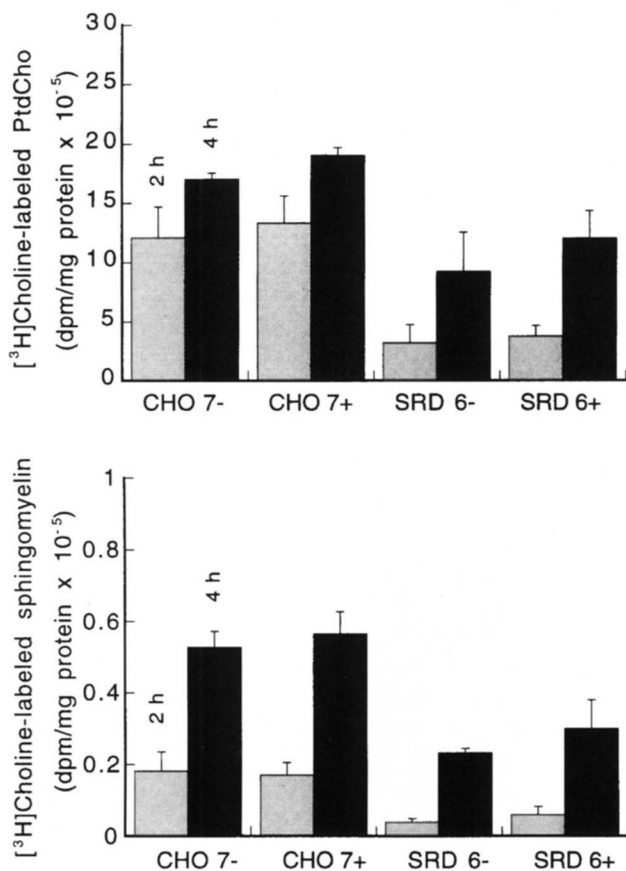 [³H]Choline-labeled PtdCho
(dpm/mg protein x 10⁻⁵)
30
25
20
15
10
5
0
2 h
4 h
CHO 7-
CHO 7+
SRD 6-
SRD 6+
[³H]Choline-labeled sphingomyelin
(dpm/mg protein x 10⁻⁵)
1
0.8
0.6
0.4
0.2
0
2 h
4 h
CHO 7-
CHO 7+
SRD 6-
SRD 6+